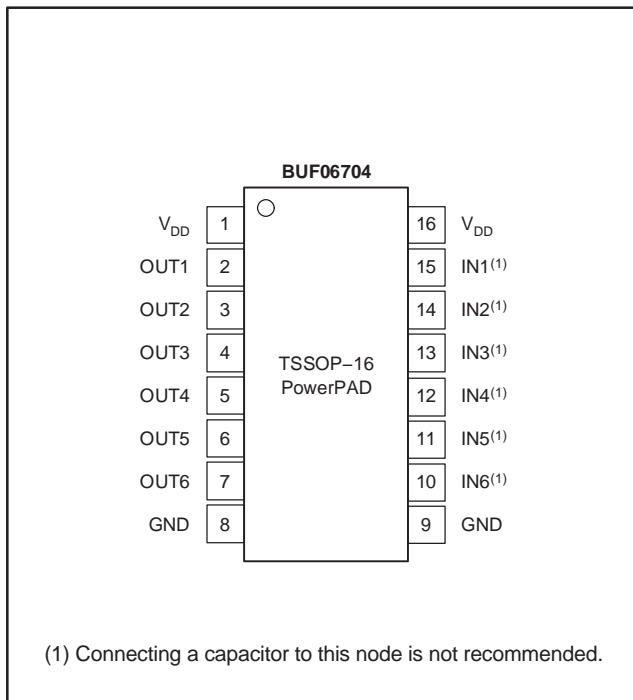 BUF06704
V_DD 1 16 V_DD
OUT1 2 15 IN1(1)
OUT2 3 14 IN2(1)
OUT3 4 13 IN3(1)
TSSOP−16
PowerPAD
OUT4 5 12 IN4(1)
OUT5 6 11 IN5(1)
OUT6 7 10 IN6(1)
GND 8 9 GND
(1) Connecting a capacitor to this node is not recommended.